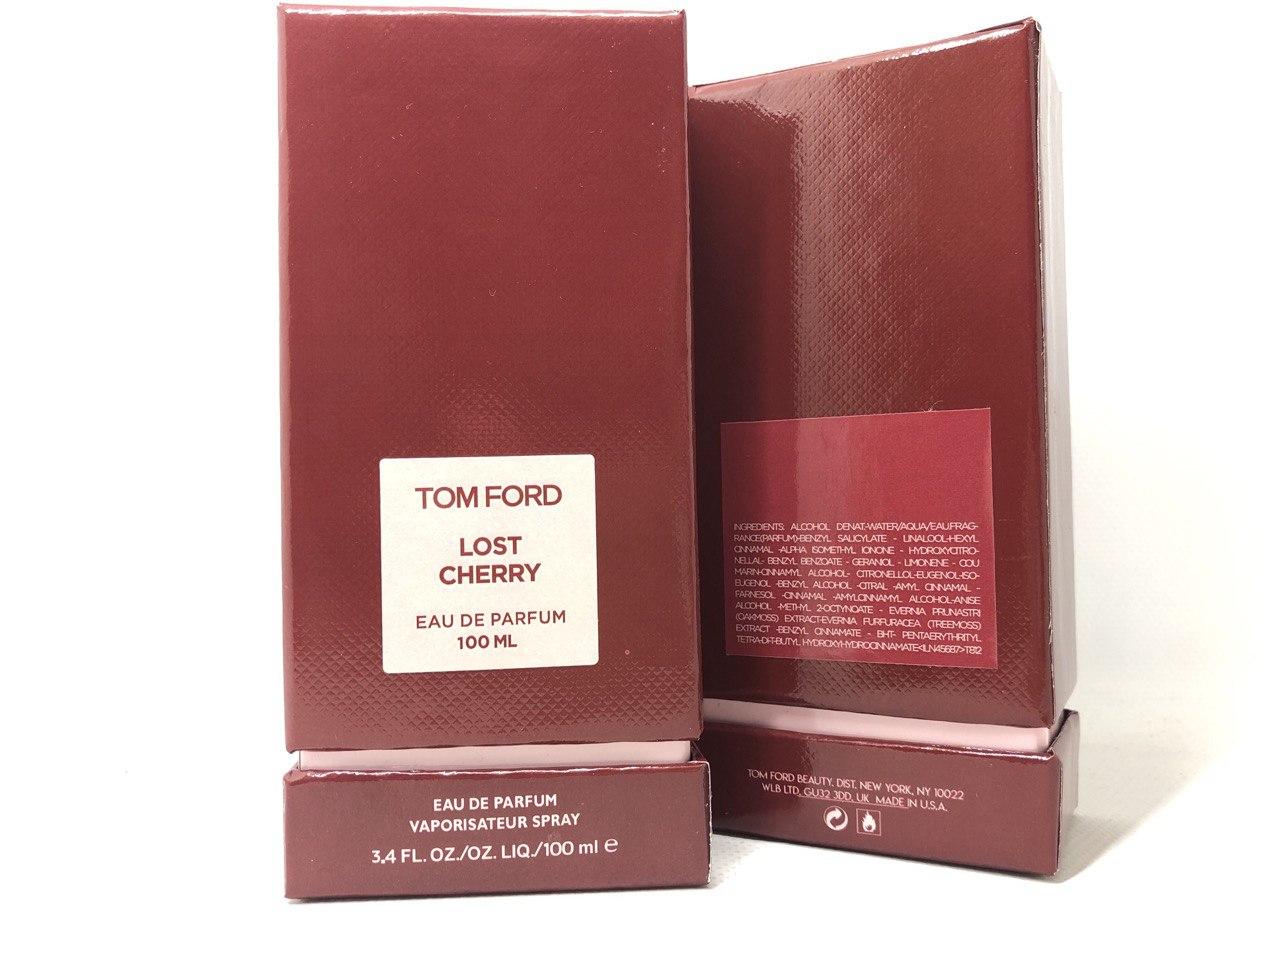 TOM FORD
LOST
CHERRY
EAU DE PARFUM
100 ML
EAU DE PARFUM
VAPORISATEUR SPRAY
3.4 FL. OZ./OZ. LIQ./100 ml e
INGREDIENTS: ALCOHOL DENAT.-WATER/AQUA/EAU.FRAG-
RANCE(PARFUM)-BENZYL SALICYLATE - LINALOOL-HEXYL
CINNAMAL -ALPHA ISOMETHYL IONONE - HYDROXYCITRO-
NELLAL- BENZYL BENZOATE - GERANIOL - LIMONENE - COU
MARIN-CINNAMYL ALCOHOL- CITRONELLOL-EUGENOL-ISO-
EUGENOL -BENZYL ALCOHOL -CITRAL -AMYL CINNAMAL -
FARNESOL -CINNAMAL -AMYLCINNAMYL ALCOHOL-ANISE
ALCOHOL -METHYL 2-OCTYNOATE - EVERNIA PRUNASTRI
(OAKMOSS) EXTRACT-EVERNIA FURFURACEA (TREEMOSS)
EXTRACT -BENZYL CINNAMATE - BHT- PENTAERYTHRITYL
TETRA-DI-T-BUTYL HYDROXYHYDROCINNAMATE<ILN45687>T812
TOM FORD BEAUTY, DIST. NEW YORK, NY 10022
WLB LTD, GU32 3DD, UK MADE IN U.S.A.